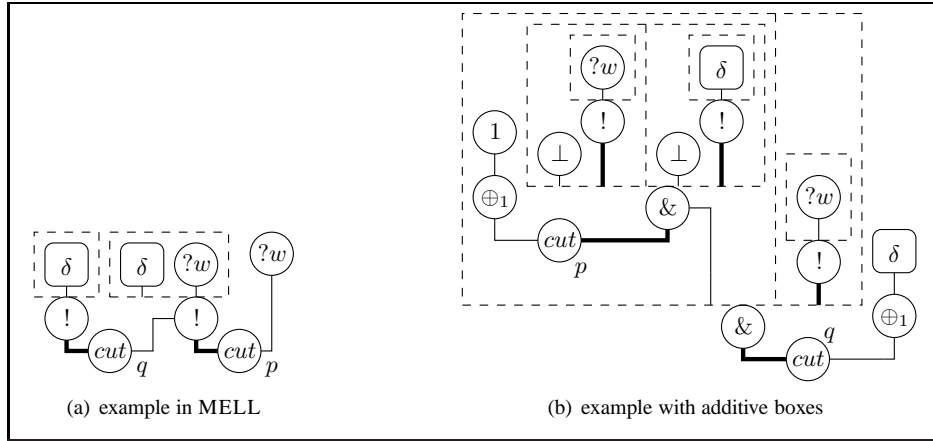 ?w δ
1 ⊥ ! ⊥ !
⊕₁ & ?w
cut p
δ δ ?w ?w ! δ
! ! & q ⊕₁
cut q cut p cut
(a) example in MELL (b) example with additive boxes